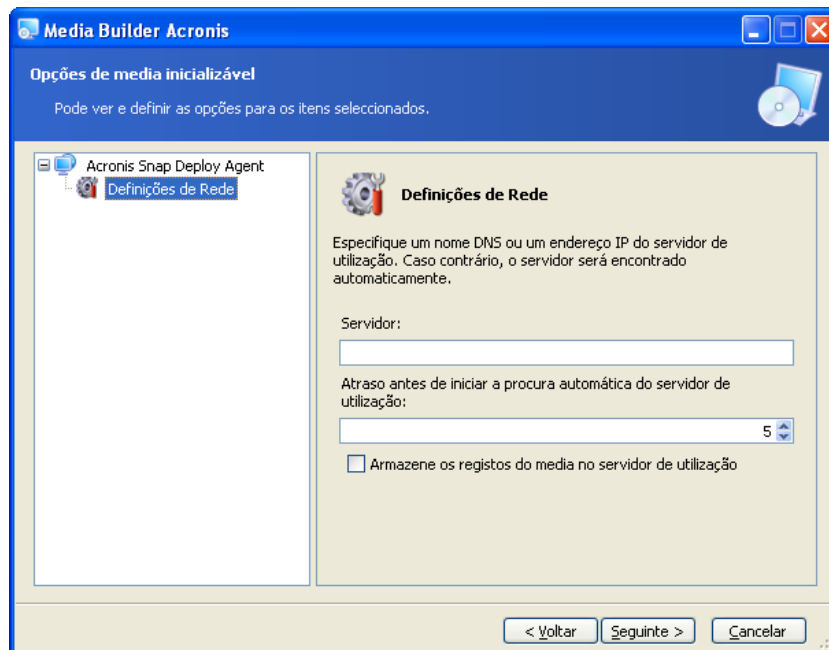 Media Builder Acronis
Opções de media inicializável
Pode ver e definir as opções para os itens seleccionados.
Acronis Snap Deploy Agent
Definições de Rede
Definições de Rede
Especifique um nome DNS ou um endereço IP do servidor de
utilização. Caso contrário, o servidor será encontrado
automaticamente.
Servidor:
Atraso antes de iniciar a procura automática do servidor de
utilização:
5
Armazene os registos do media no servidor de utilização
< Voltar
Seguinte >
Cancelar